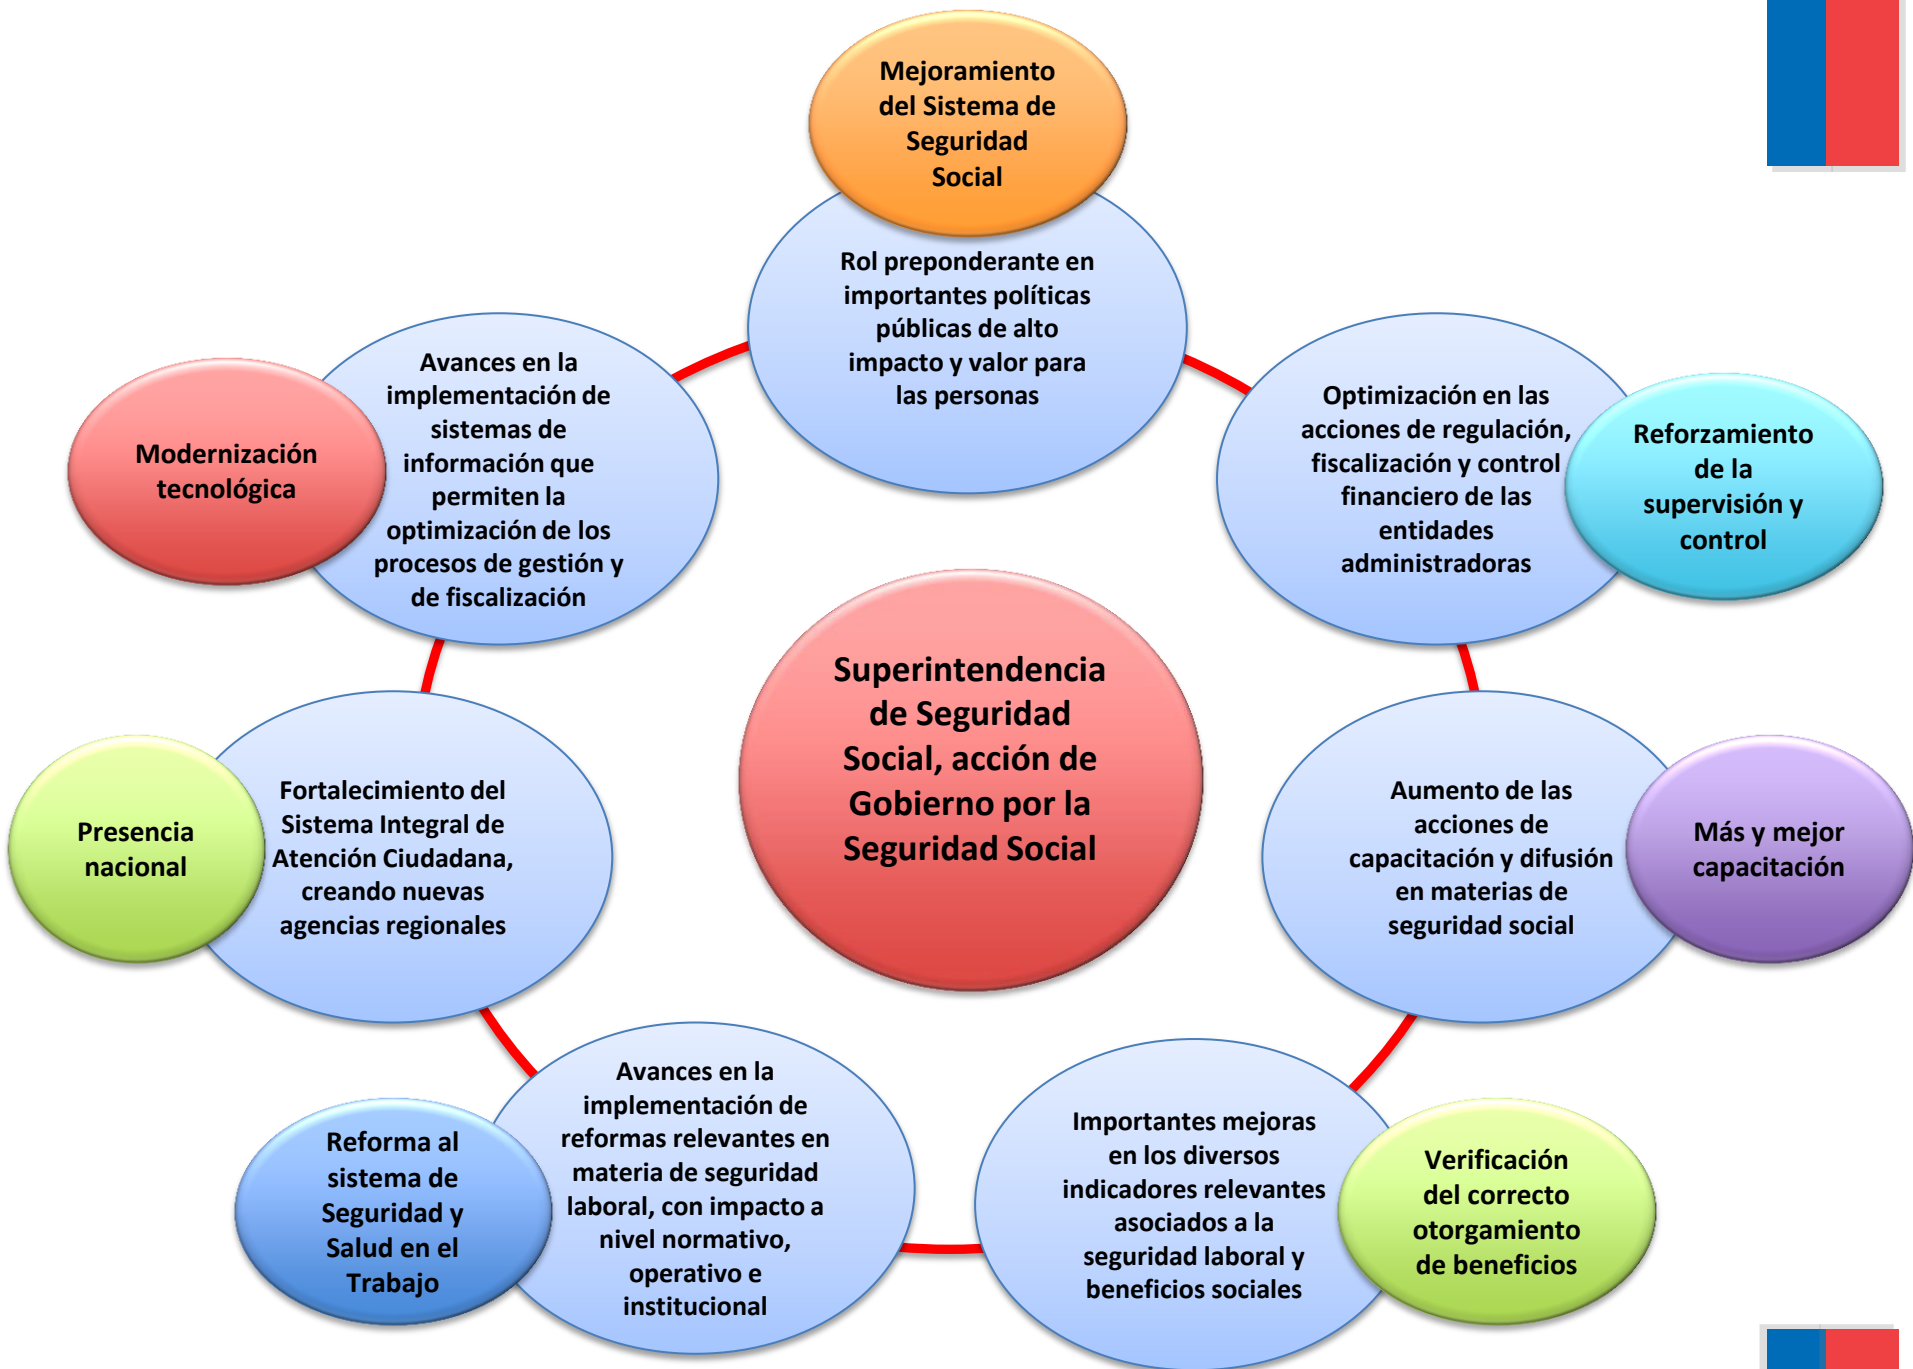 Mejoramiento
del Sistema de
Seguridad
Social
Rol preponderante en
importantes políticas
públicas de alto
impacto y valor para
las personas
Optimización en las
acciones de regulación,
fiscalización y control
financiero de las
entidades
administradoras
Reforzamiento
de la
supervisión y
control
Aumento de las
acciones de
capacitación y difusión
en materias de
seguridad social
Más y mejor
capacitación
Importantes mejoras
en los diversos
indicadores relevantes
asociados a la
seguridad laboral y
beneficios sociales
Verificación
del correcto
otorgamiento
de beneficios
Avances en la
implementación de
reformas relevantes en
materia de seguridad
laboral, con impacto a
nivel normativo,
operativo e
institucional
Reforma al
sistema de
Seguridad y
Salud en el
Trabajo
Fortalecimiento del
Sistema Integral de
Atención Ciudadana,
creando nuevas
agencias regionales
Presencia
nacional
Avances en la
implementación de
sistemas de
información que
permiten la
optimización de los
procesos de gestión y
de fiscalización
Modernización
tecnológica
Superintendencia
de Seguridad
Social, acción de
Gobierno por la
Seguridad Social